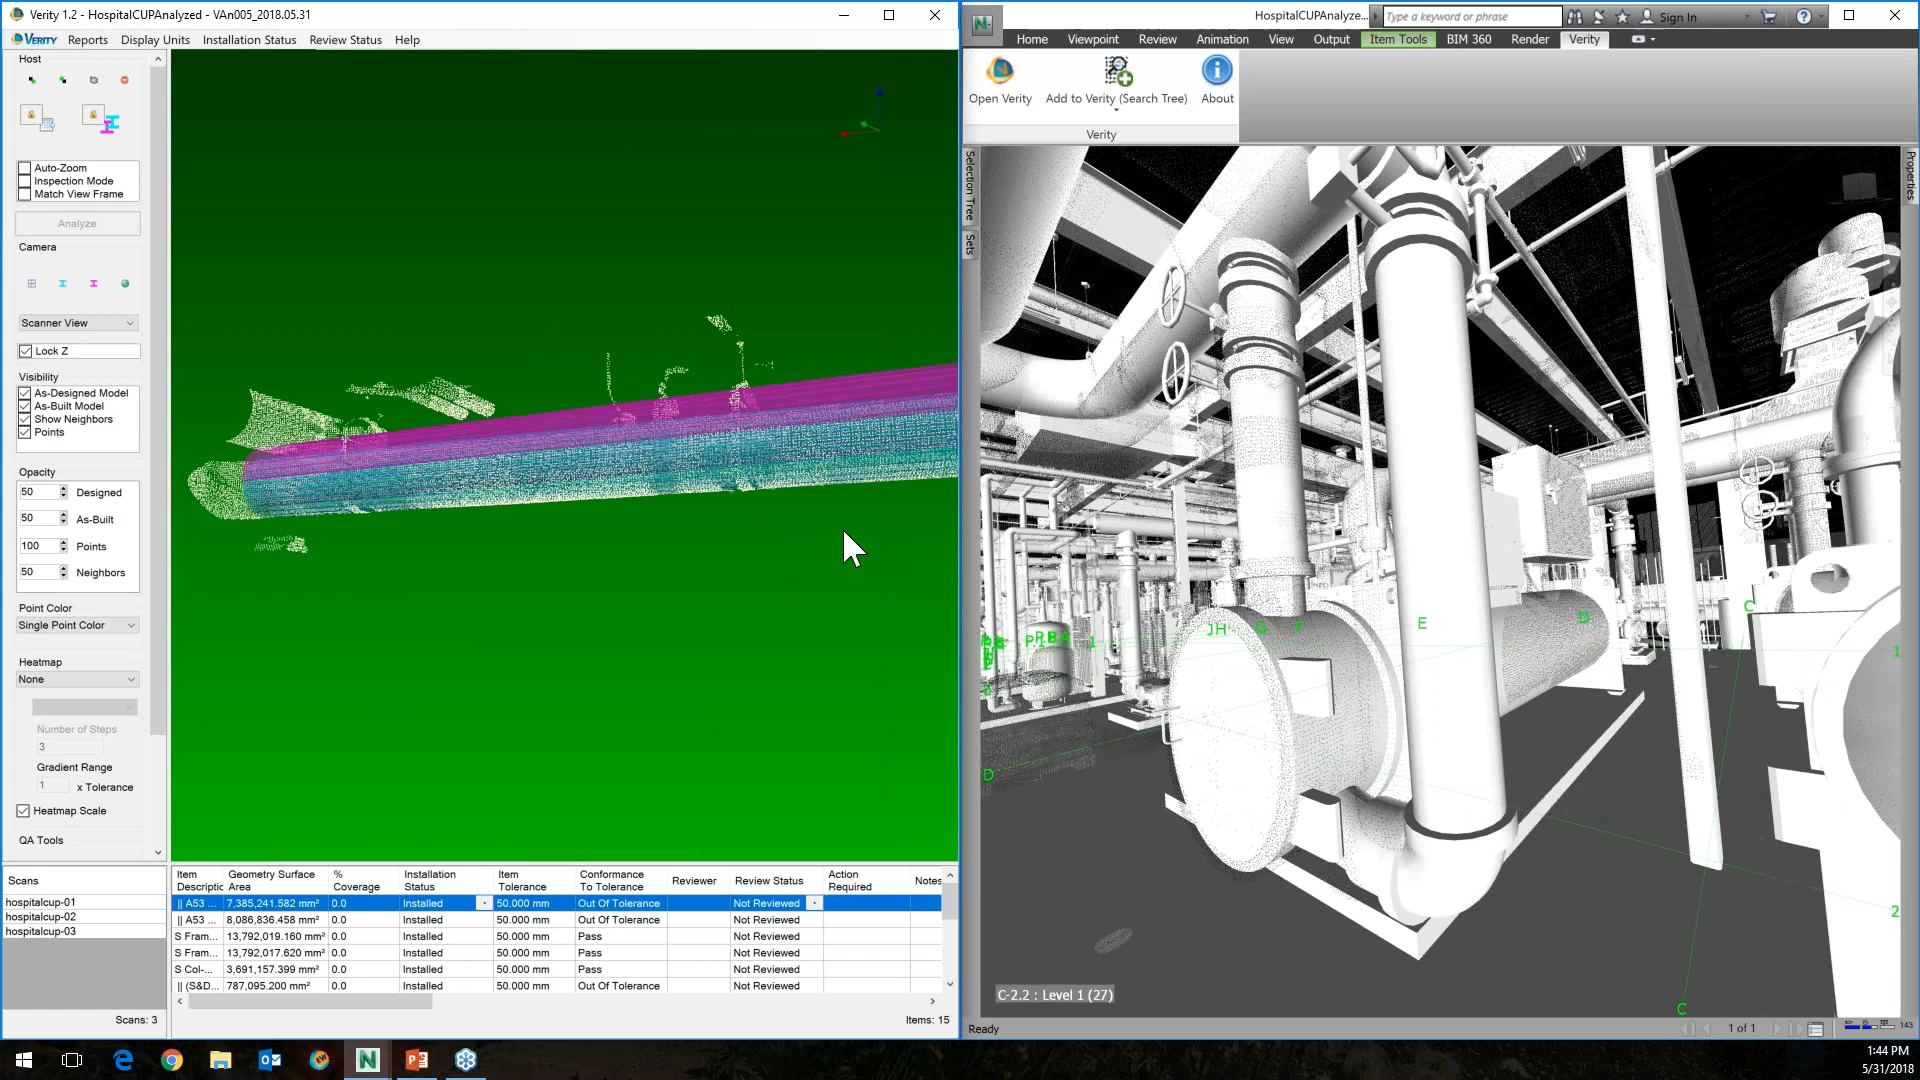 Verity 1.2 - HospitalCUPAnalyzed - VAn005_2018.05.31
VERITY Reports Display Units Installation Status Review Status Help
Host
Auto-Zoom
Inspection Mode
Match View Frame
Analyze
Camera
Scanner View
Lock Z
Visibility
As-Designed Model
As-Built Model
Show Neighbors
Points
Opacity
50 Designed
50 As-Built
100 Points
50 Neighbors
Point Color
Single Point Color
Heatmap
None
Number of Steps
3
Gradient Range
1 x Tolerance
Heatmap Scale
QA Tools
Scans
hospitalcup-01
hospitalcup-02
hospitalcup-03
Scans: 3
Item Descriptic Geometry Surface Area % Coverage Installation Status Item Tolerance Conformance To Tolerance Reviewer Review Status Action Required Notes
|| A53 ... 7,385,241.582 mm² 0.0 Installed 50.000 mm Out Of Tolerance Not Reviewed
|| A53 ... 8,086,836.458 mm² 0.0 Installed 50.000 mm Out Of Tolerance Not Reviewed
S Fram... 13,792,019.160 mm² 0.0 Installed 50.000 mm Pass Not Reviewed
S Fram... 13,792,017.620 mm² 0.0 Installed 50.000 mm Pass Not Reviewed
S Col-... 3,691,157.399 mm² 0.0 Installed 50.000 mm Pass Not Reviewed
|| (S&D... 787,095.200 mm² 0.0 Installed 50.000 mm Out Of Tolerance Not Reviewed
Items: 15
HospitalCUPAnalyze... Type a keyword or phrase Sign In
Home Viewpoint Review Animation View Output Item Tools BIM 360 Render Verity
Open Verity Add to Verity (Search Tree) About
Verity
Selection Tree
Sets
Properties
JH G F E D C 1
1
D
2
C
C-2.2 : Level 1 (27)
Ready 1 of 1 143
1:44 PM
5/31/2018